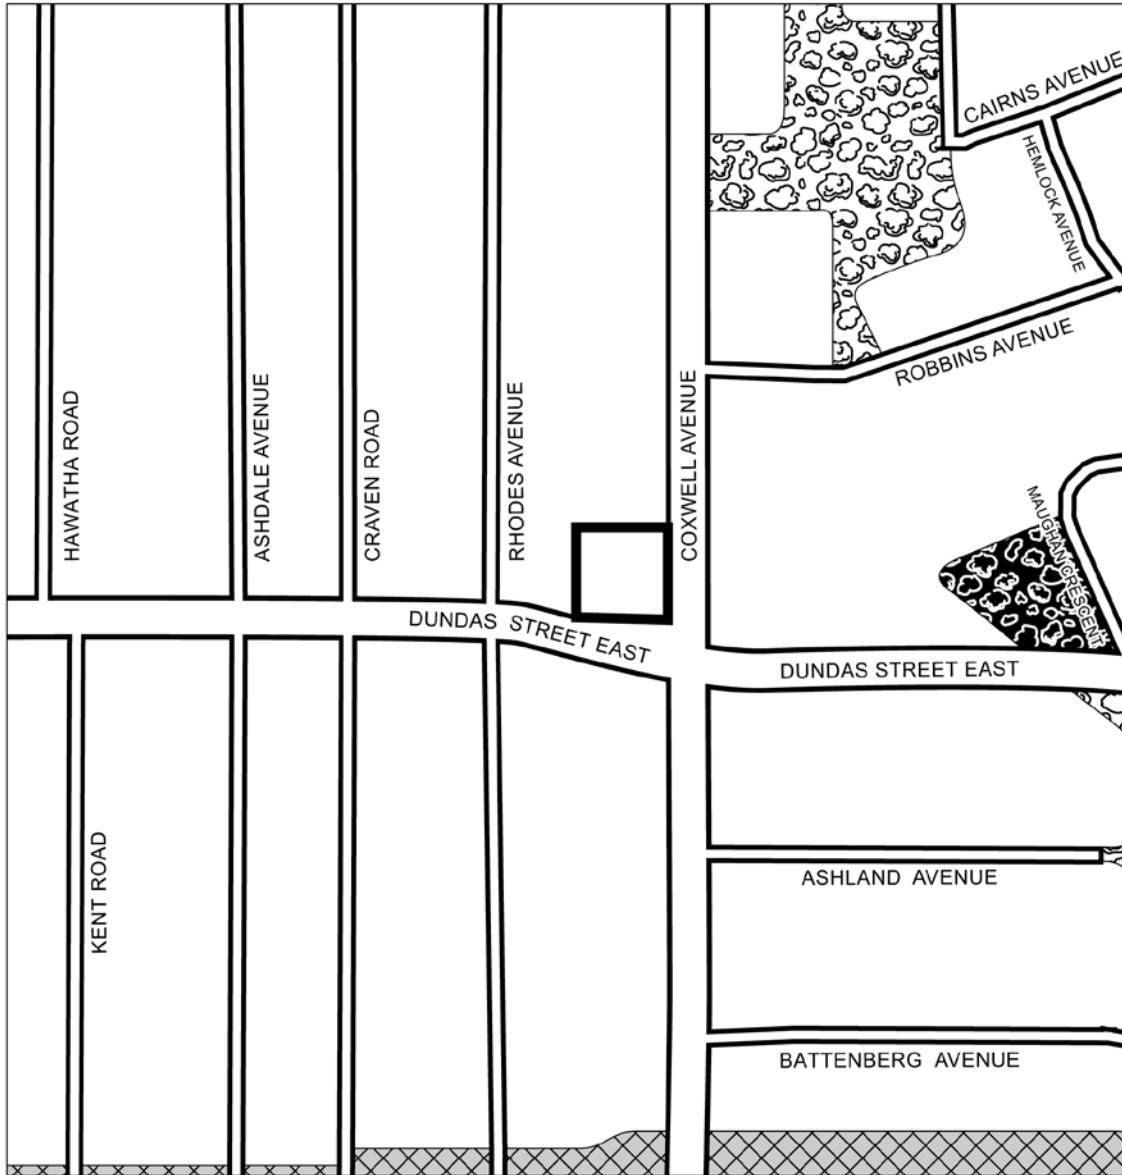 CAIRNS AVENUE
HEMLOCK AVENUE
ROBBINS AVENUE
HAWATHA ROAD
ASHDALE AVENUE
CRAVEN ROAD
RHODES AVENUE
COXWELL AVENUE
MAUGHAN CRESCENT
DUNDAS STREET EAST
DUNDAS STREET EAST
KENT ROAD
ASHLAND AVENUE
BATTENBERG AVENUE